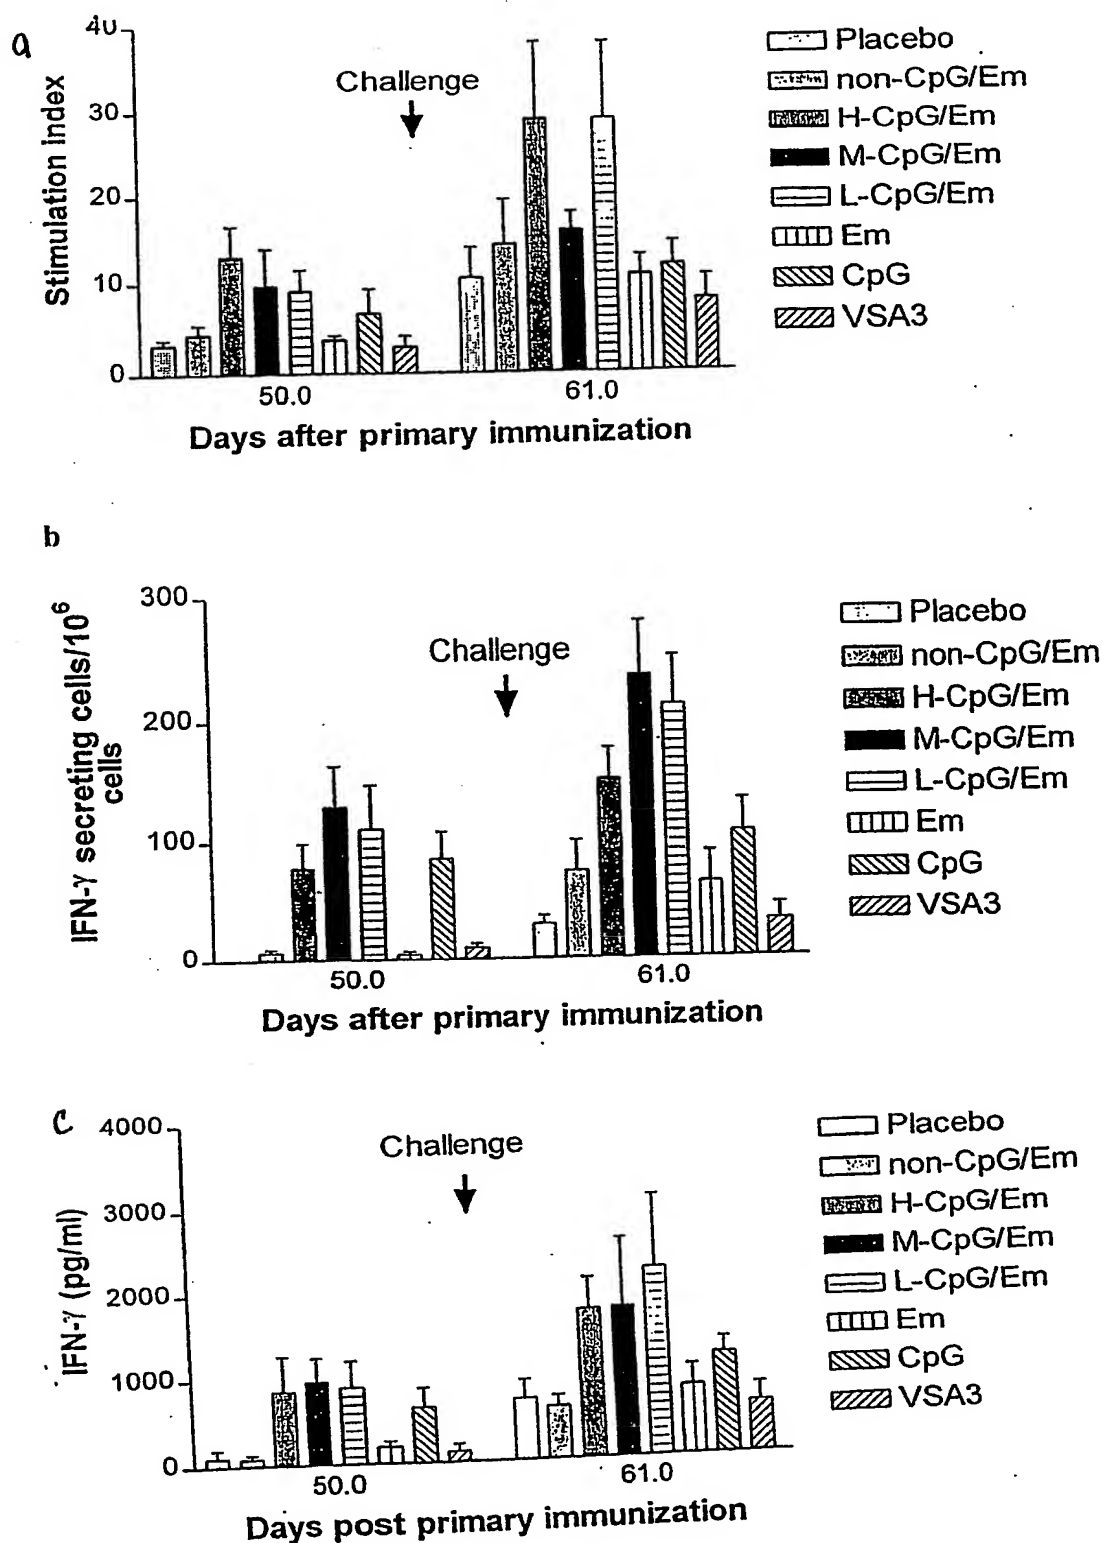 a
40
30
20
10
0
Stimulation index
Challenge
50.0
61.0
Days after primary immunization
Placebo
non-CpG/Em
H-CpG/Em
M-CpG/Em
L-CpG/Em
Em
CpG
VSA3
b
300
200
100
0
IFN-γ secreting cells/10⁶
cells
Challenge
50.0
61.0
Days after primary immunization
Placebo
non-CpG/Em
H-CpG/Em
M-CpG/Em
L-CpG/Em
Em
CpG
VSA3
c
4000
3000
2000
1000
0
IFN-γ (pg/ml)
Challenge
50.0
61.0
Days post primary immunization
Placebo
non-CpG/Em
H-CpG/Em
M-CpG/Em
L-CpG/Em
Em
CpG
VSA3